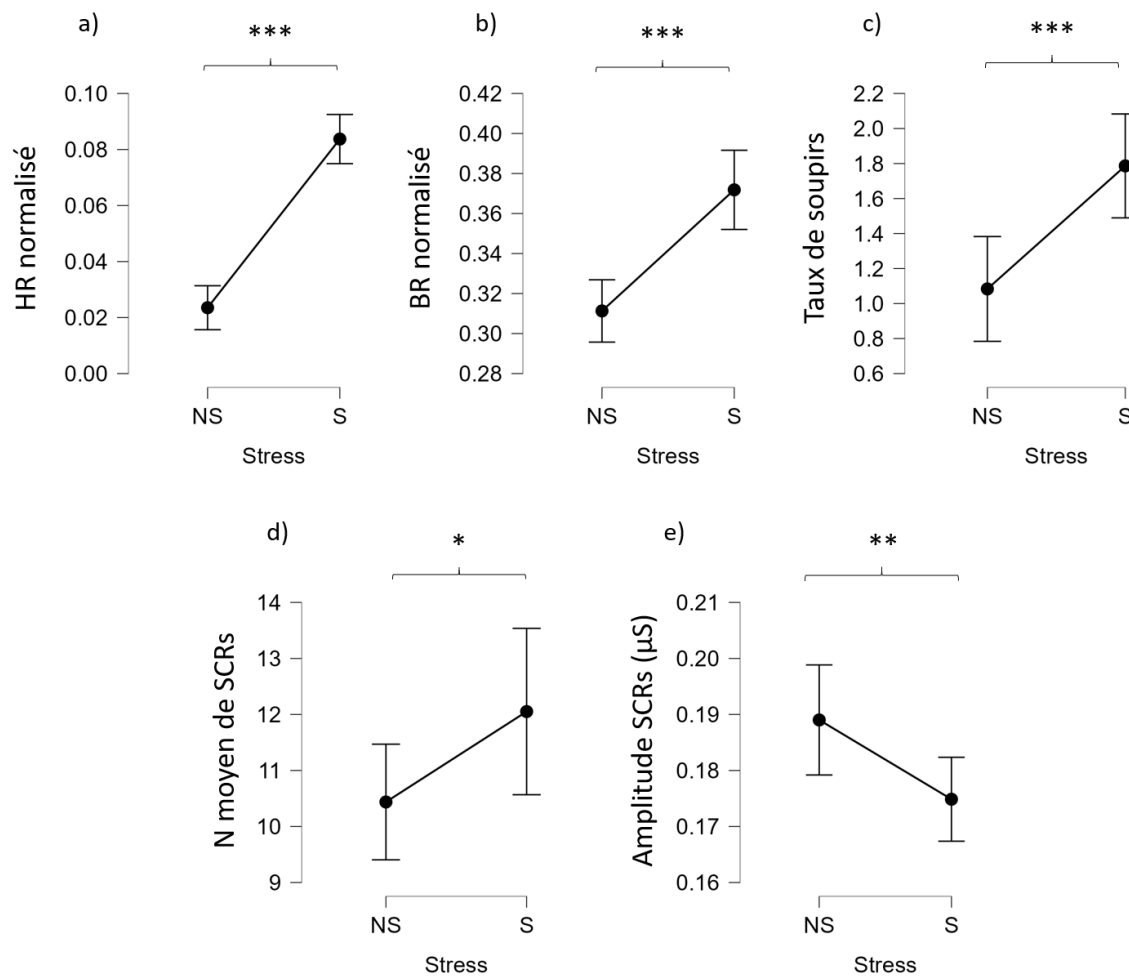 a)
***
HR normalisé
0.10
0.08
0.06
0.04
0.02
0.00
NS
S
Stress
b)
***
BR normalisé
0.42
0.40
0.38
0.36
0.34
0.32
0.30
0.28
NS
S
Stress
c)
***
Taux de soupirs
2.2
2.0
1.8
1.6
1.4
1.2
1.0
0.8
0.6
NS
S
Stress
d)
*
N moyen de SCRs
14
13
12
11
10
9
NS
S
Stress
e)
**
Amplitude SCRs (µS)
0.21
0.20
0.19
0.18
0.17
0.16
NS
S
Stress